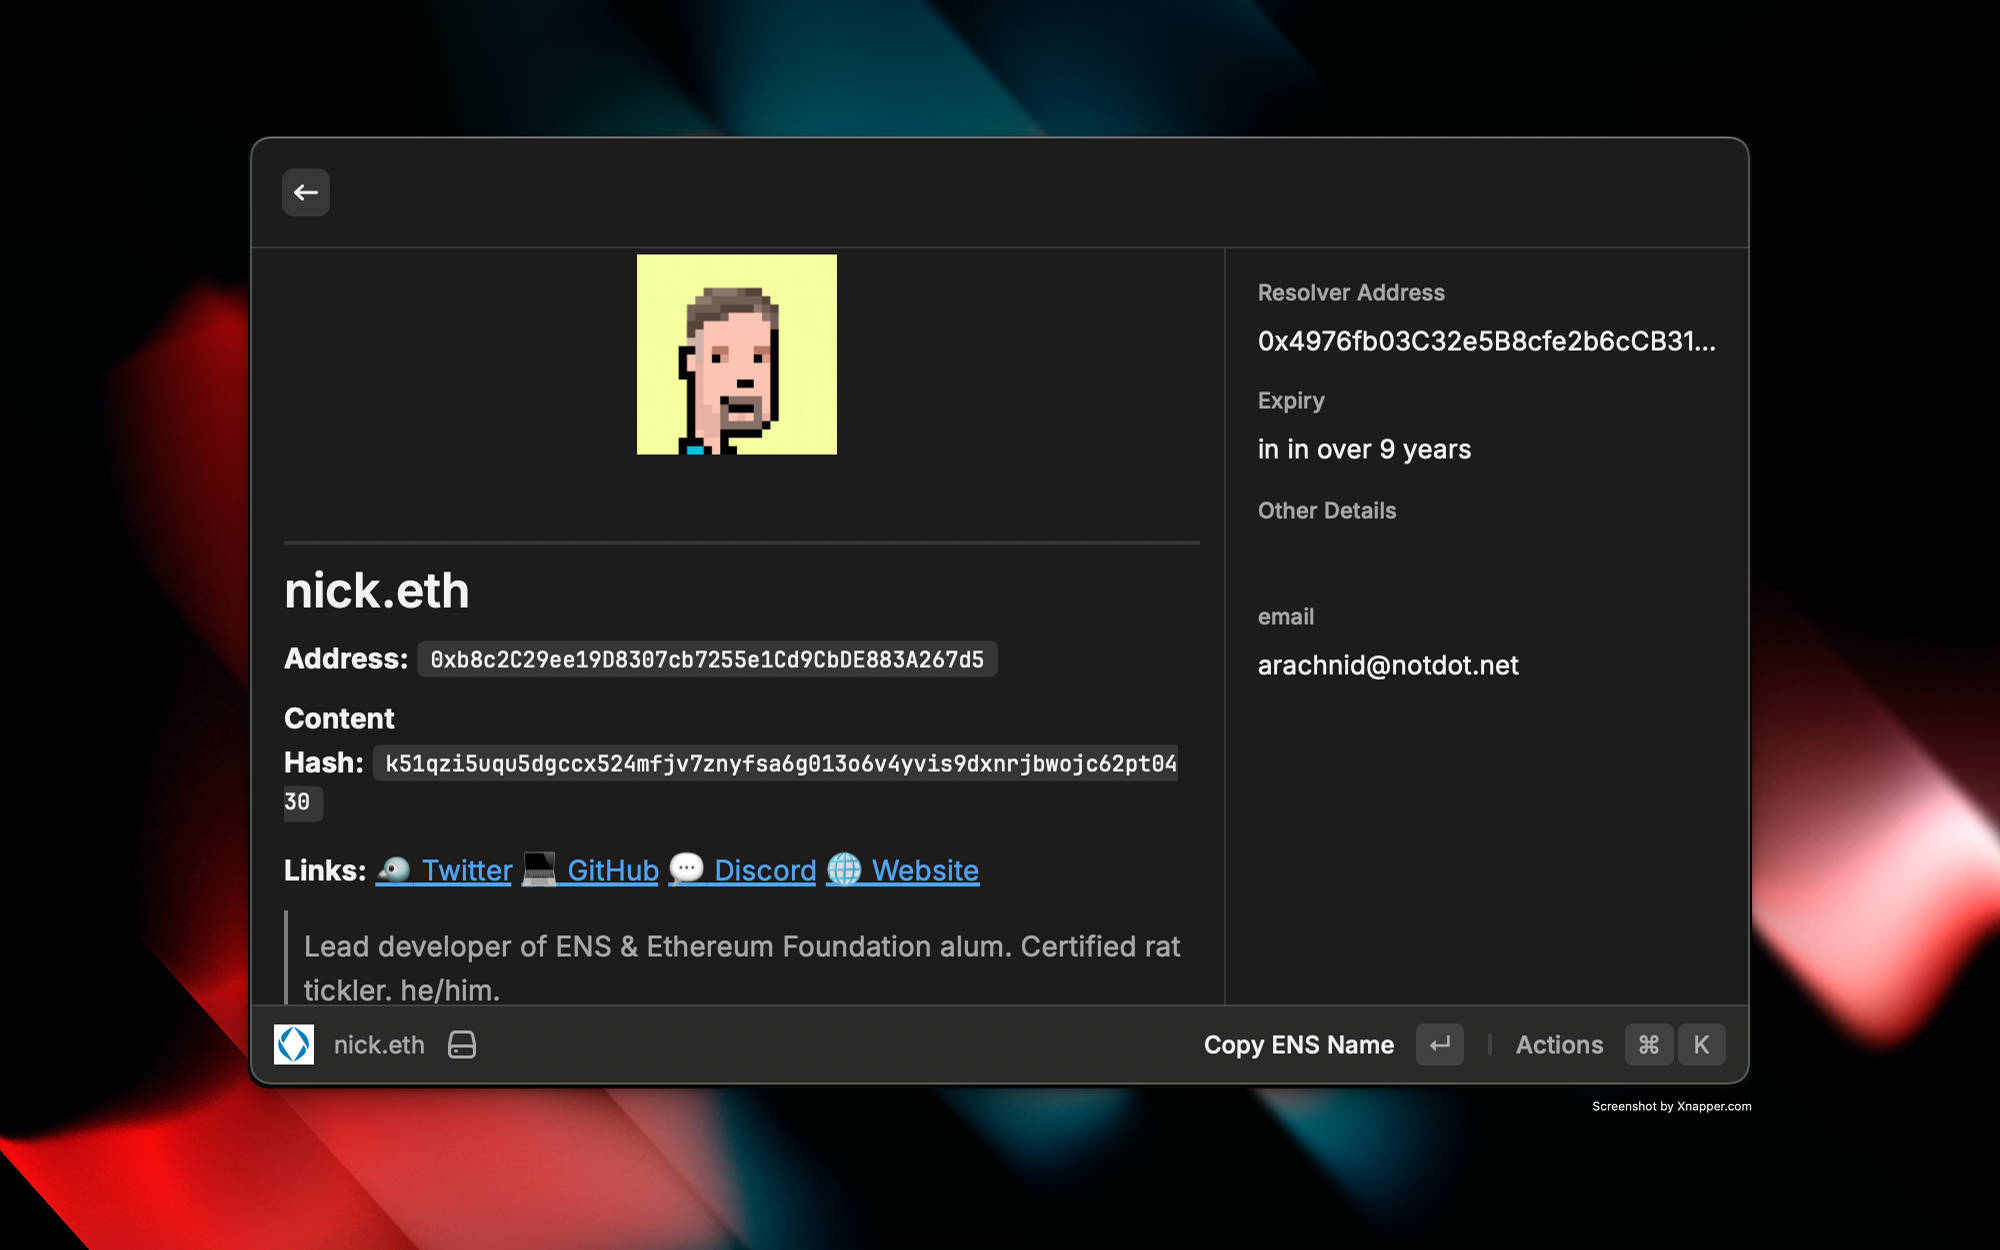 nick.eth
Address: 0xb8c2C29ee19D8307cb7255e1Cd9CbDE883A267d5
Content
Hash: k51qzi5uqu5dgccx524mfjv7znyfsa6g013o6v4yvis9dxnrjbwojc62pt04
30
Links: Twitter GitHub Discord Website
Lead developer of ENS & Ethereum Foundation alum. Certified rat
tickler. he/him.
Resolver Address
0x4976fb03C32e5B8cfe2b6cCB31...
Expiry
in in over 9 years
Other Details
email
arachnid@notdot.net
nick.eth
Copy ENS Name
Actions ⌘ K
Screenshot by Xnapper.com